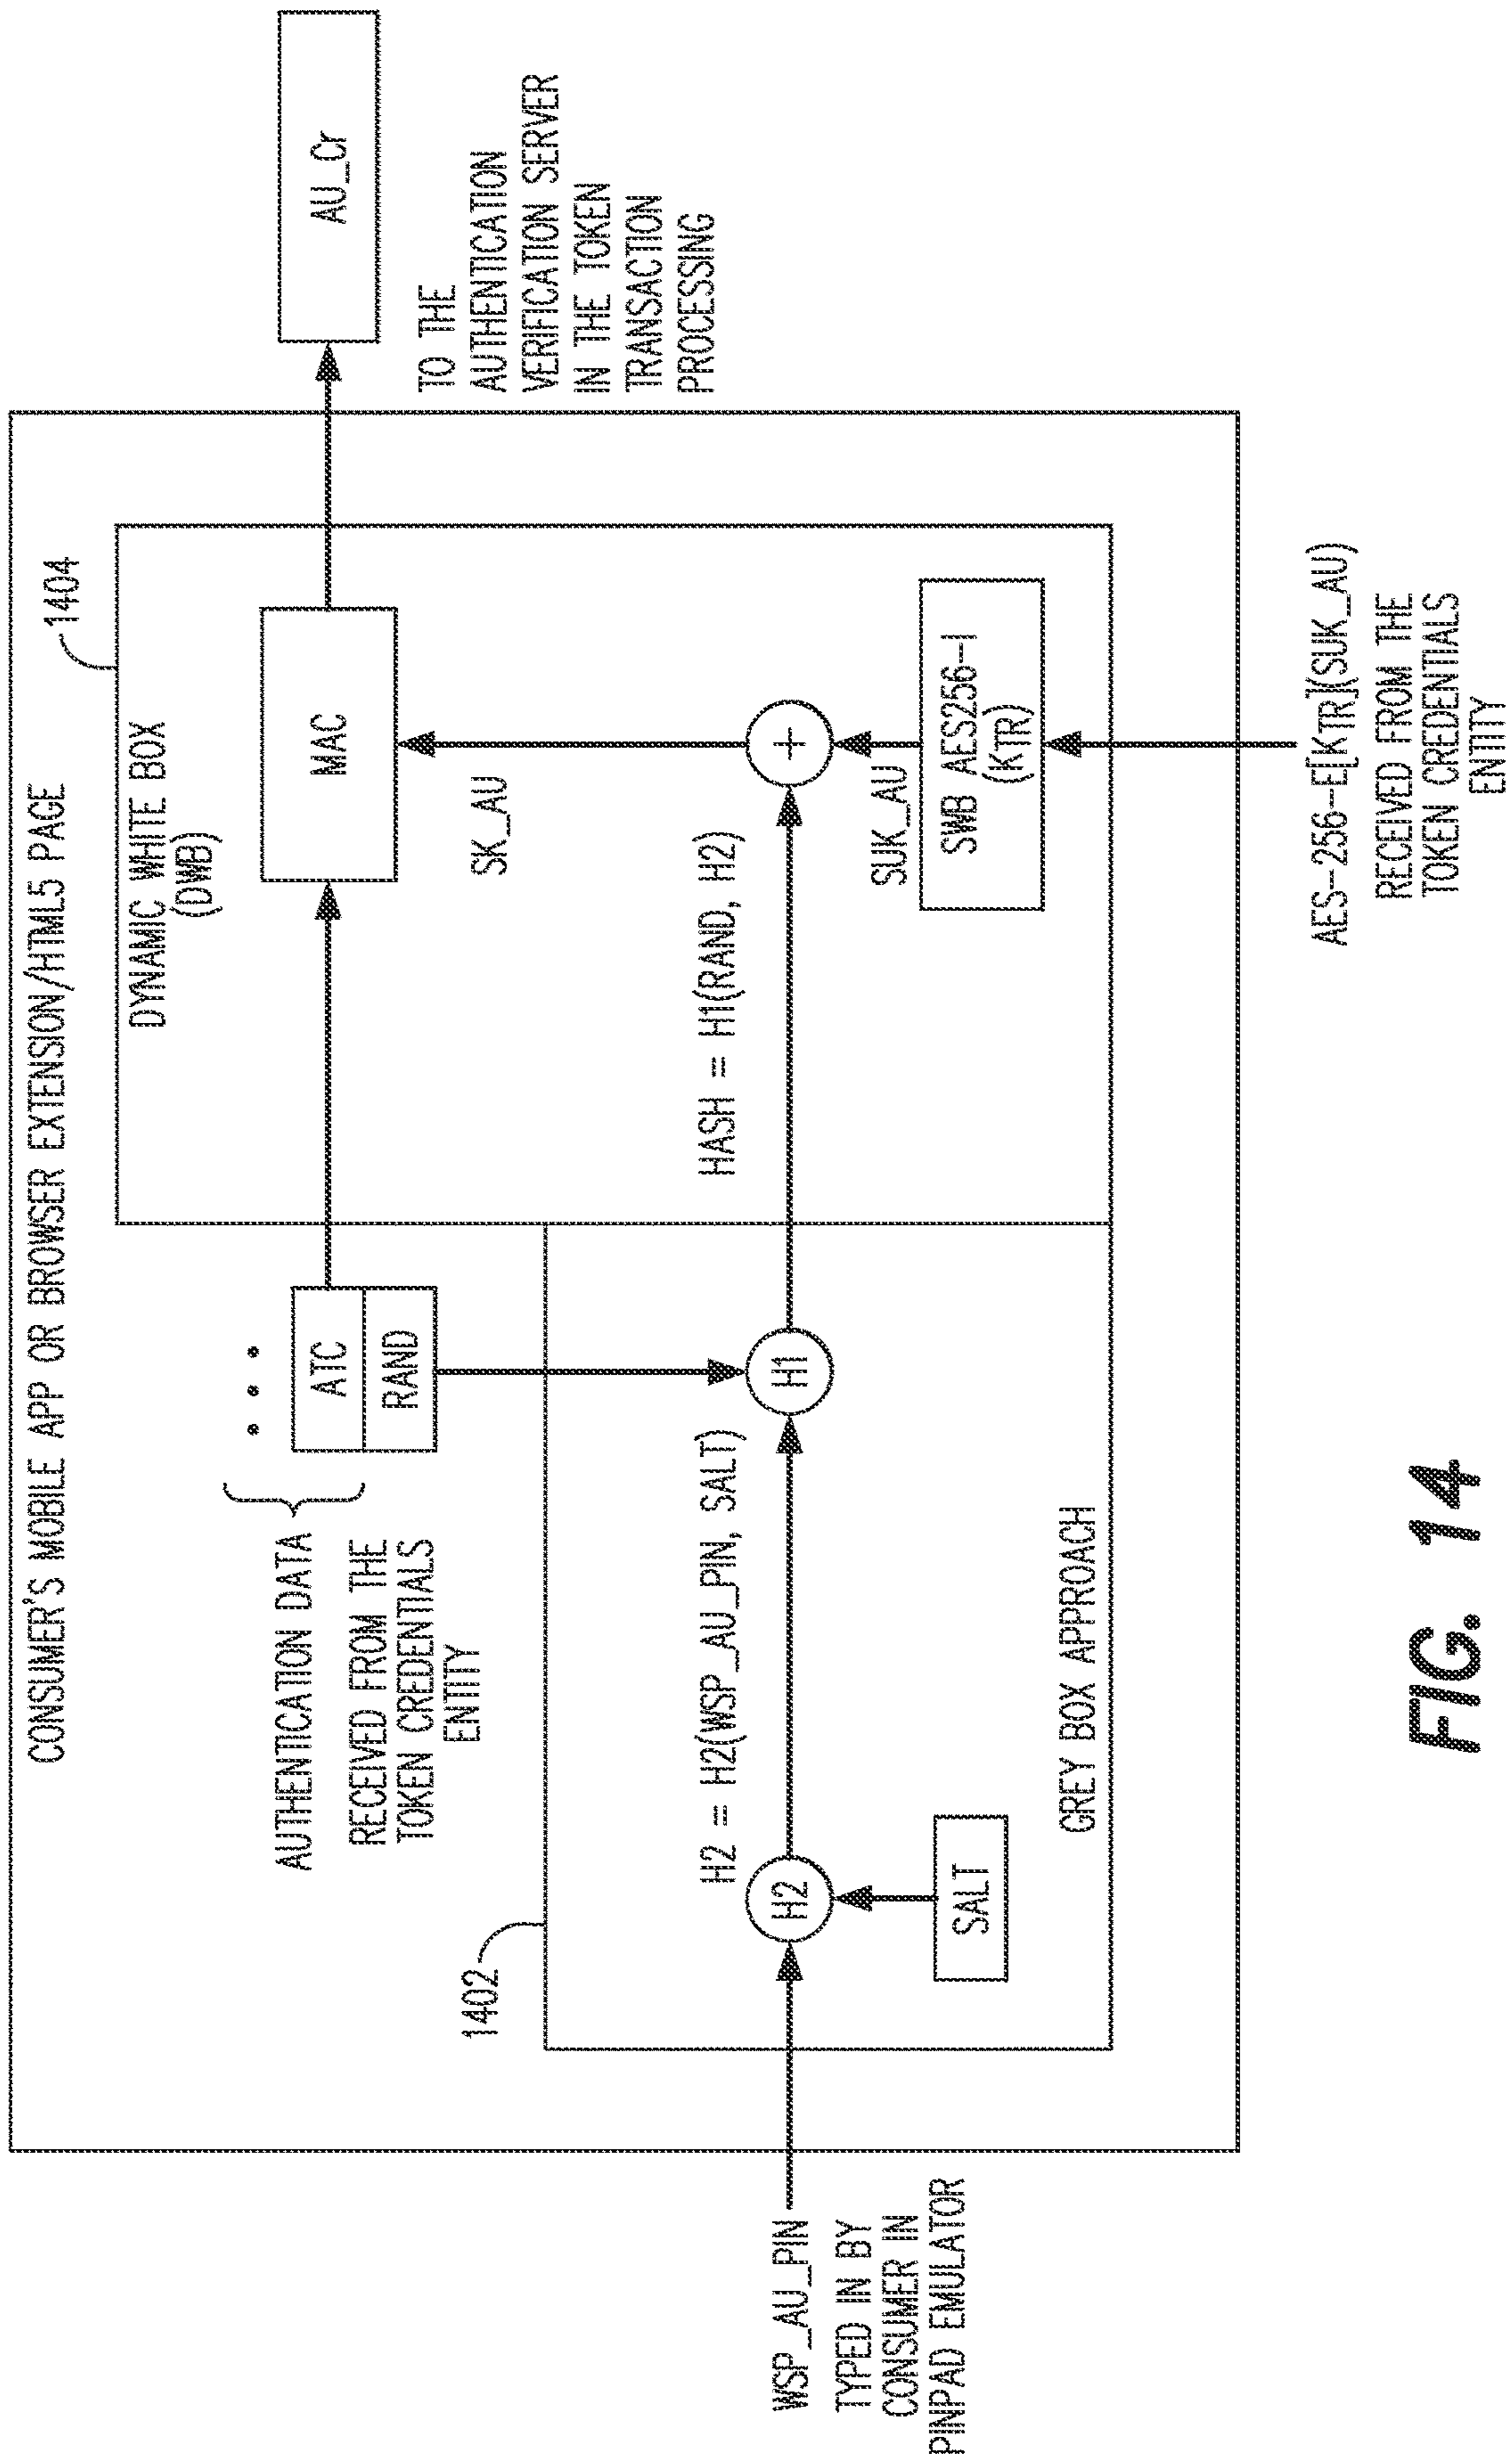 CONSUMER'S MOBILE APP OR BROWSER EXTENSION/HTML5 PAGE
1404
DYNAMIC WHITE BOX
(DWB)
AUTHENTICATION DATA
RECEIVED FROM THE
TOKEN CREDENTIALS
ENTITY
ATC
RAND
MAC
AU_Cr
TO THE
AUTHENTICATION
VERIFICATION SERVER
IN THE TOKEN
TRANSACTION
PROCESSING
SK_AU
1402
WSP_AU_PIN
TYPED IN BY
CONSUMER IN
PINPAD EMULATOR
H2
H2 = H2(WSP_AU_PIN, SALT)
H1
HASH = H1(RAND, H2)
+
SUK_AU
SALT
SWB AES256-I
(KTR)
GREY BOX APPROACH
AES-256-E[KTR](SUK_AU)
RECEIVED FROM THE
TOKEN CREDENTIALS
ENTITY
FIG. 14